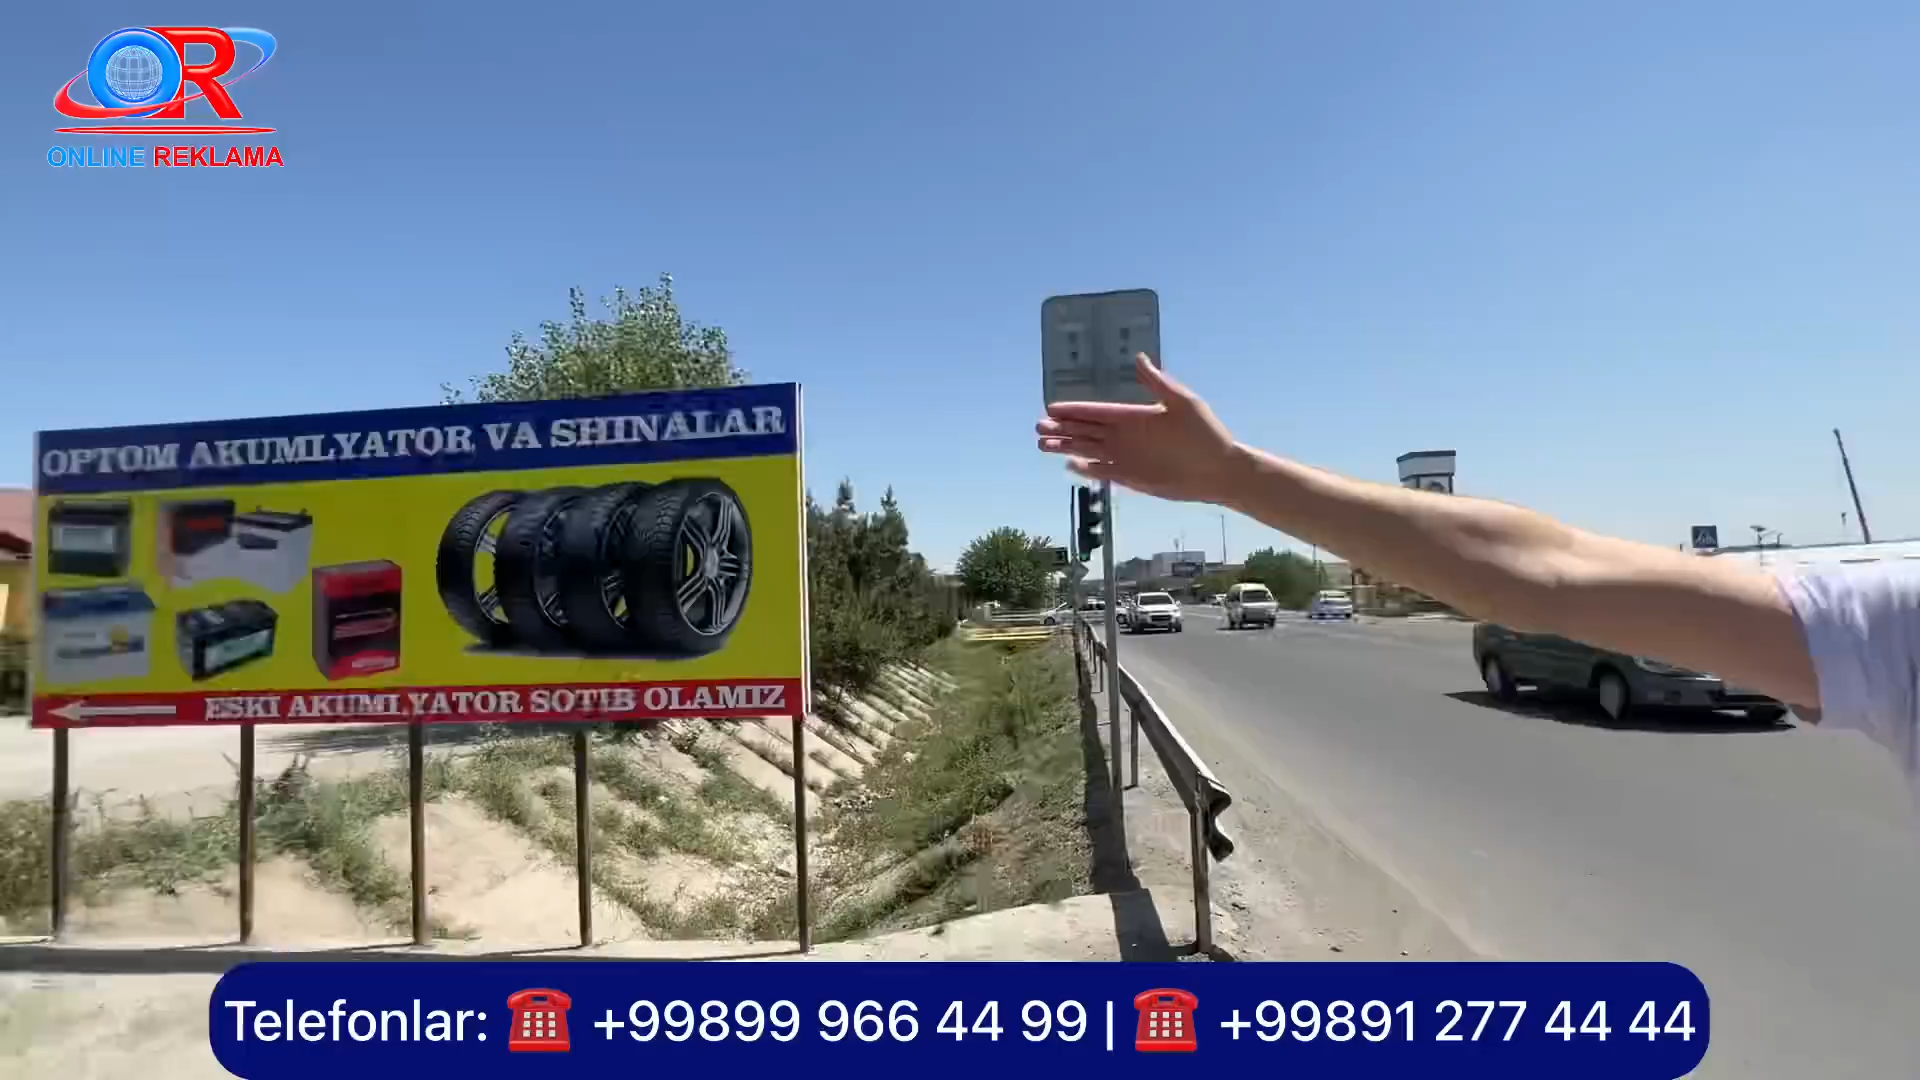 OR
ONLINE REKLAMA
OPTOM AKUMLYATOR VA SHINALAR
ESKI AKUMLYATOR SOTIB OLAMIZ
Telefonlar: ☎️ +99899 966 44 99 | ☎️ +99891 277 44 44